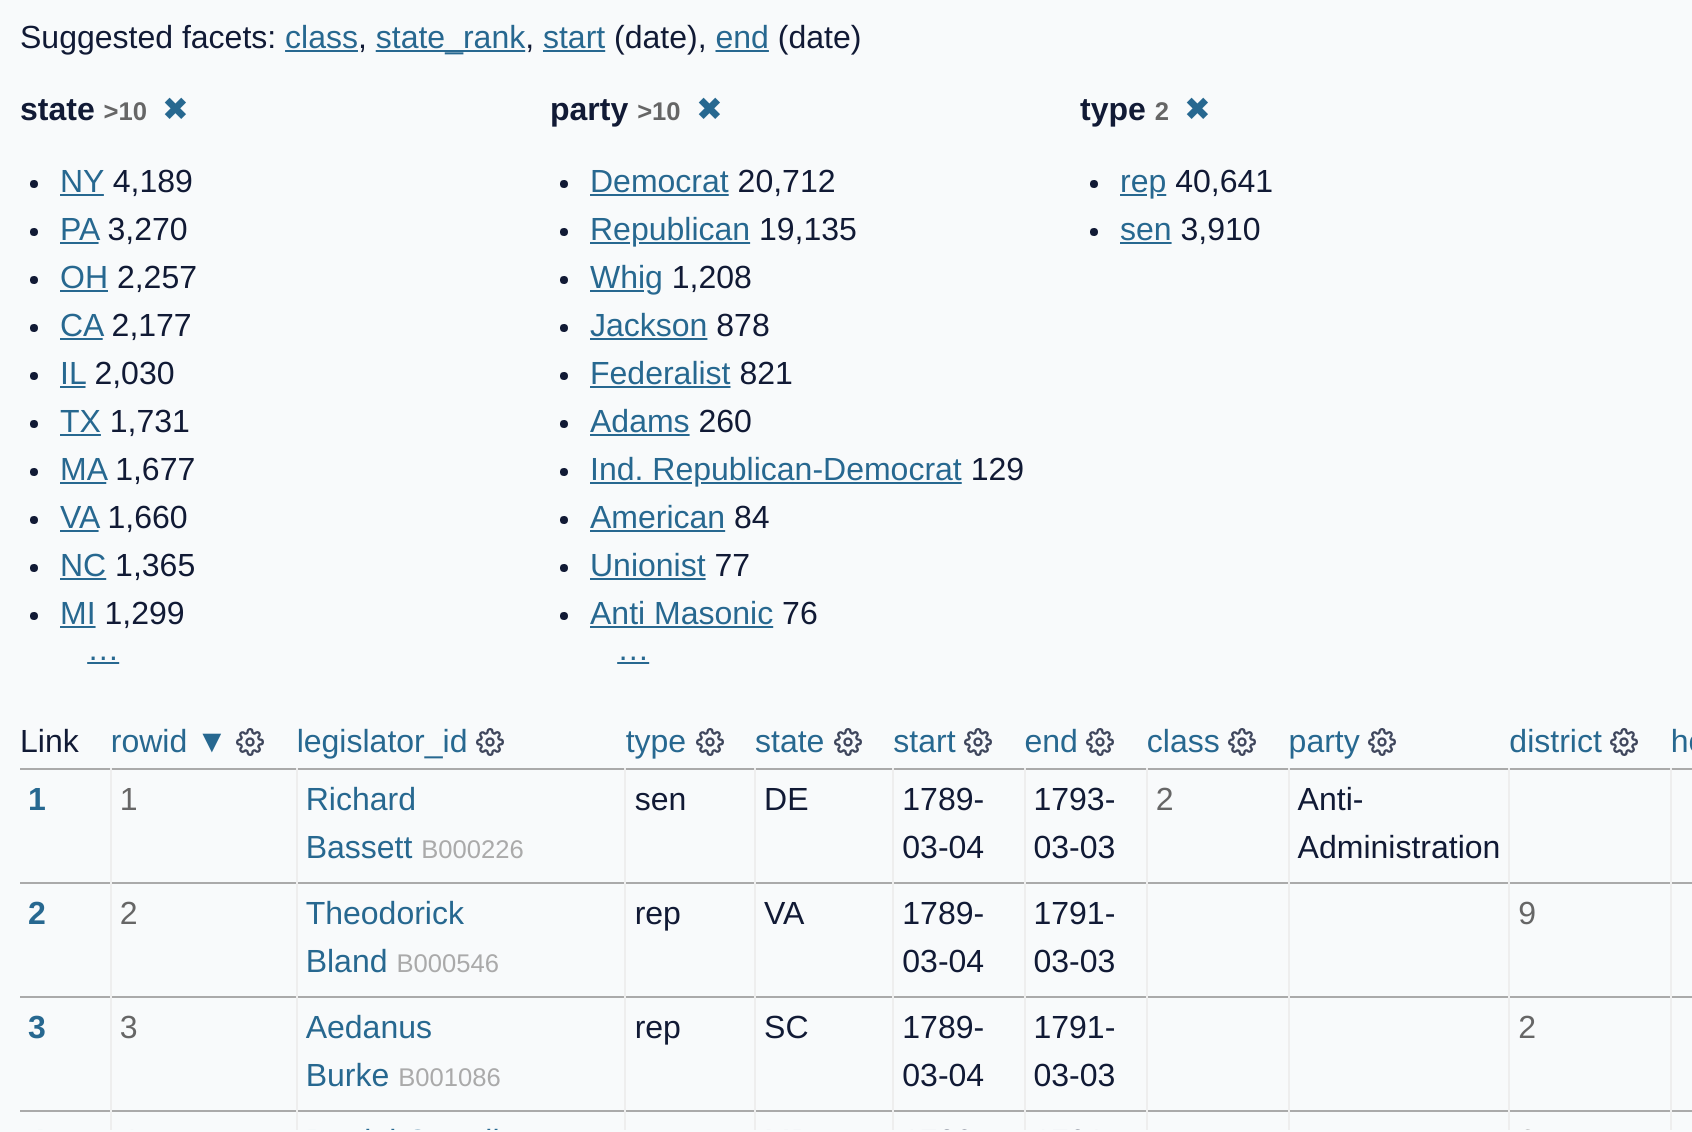 Suggested facets: class, state_rank, start (date), end (date)
state >10 ✖
NY 4,189
PA 3,270
OH 2,257
CA 2,177
IL 2,030
TX 1,731
MA 1,677
VA 1,660
NC 1,365
MI 1,299
...
party >10 ✖
Democrat 20,712
Republican 19,135
Whig 1,208
Jackson 878
Federalist 821
Adams 260
Ind. Republican-Democrat 129
American 84
Unionist 77
Anti Masonic 76
...
type 2 ✖
rep 40,641
sen 3,910
Link rowid ▼ legislator_id type state start end class party district
1 1 Richard sen DE 1789- 1793- 2 Anti-
Bassett B000226 03-04 03-03 Administration
2 2 Theodorick rep VA 1789- 1791- 9
Bland B000546 03-04 03-03
3 3 Aedanus rep SC 1789- 1791- 2
Burke B001086 03-04 03-03